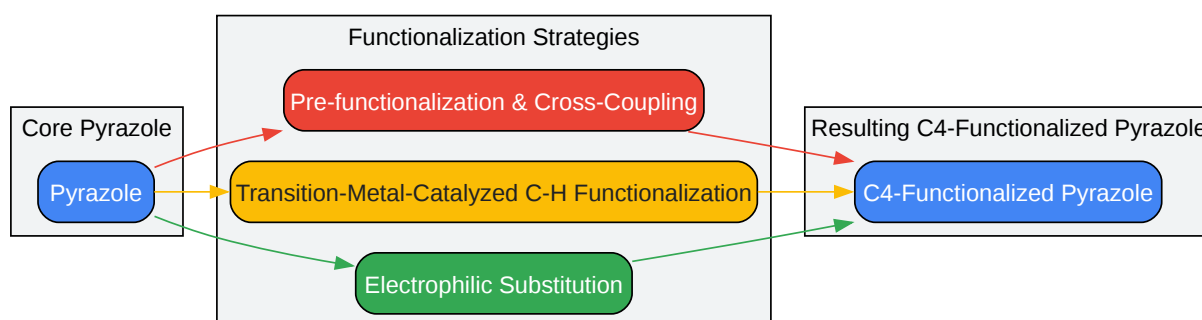 Functionalization Strategies
Pre-functionalization & Cross-Coupling
Core Pyrazole
Resulting C4-Functionalized Pyrazole
Pyrazole
Transition-Metal-Catalyzed C-H Functionalization
C4-Functionalized Pyrazole
Electrophilic Substitution